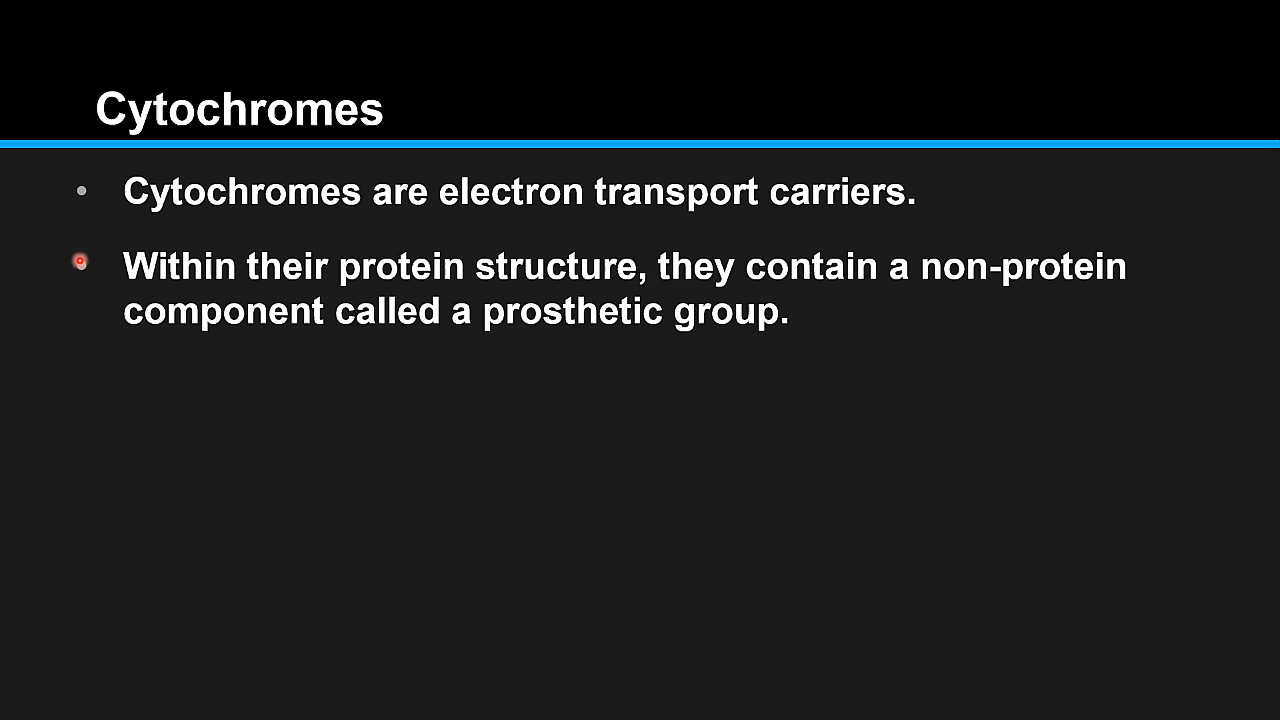 Cytochromes
• Cytochromes are electron transport carriers.
• Within their protein structure, they contain a non-protein
component called a prosthetic group.